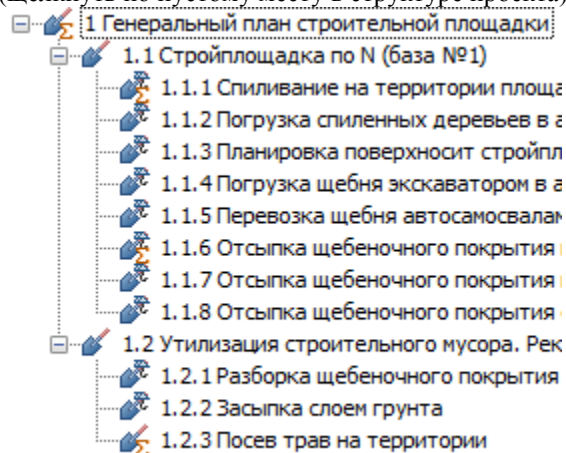 (Щелкнуть по пустому месту в структуре проекта)
1 Генеральный план строительной площадки
1.1 Стройплощадка по N (база №1)
1.1.1 Спиливание на территории площа
1.1.2 Погрузка спиленных деревьев в а
1.1.3 Планировка поверхносит стройпл
1.1.4 Погрузка щебня экскаватором в а
1.1.5 Перевозка щебня автосамосвалам
1.1.6 Отсыпка щебеночного покрытия
1.1.7 Отсыпка щебеночного покрытия
1.1.8 Отсыпка щебеночного покрытия
1.2 Утилизация строительного мусора. Рек
1.2.1 Разборка щебеночного покрытия
1.2.2 Засыпка слоем грунта
1.2.3 Посев трав на территории